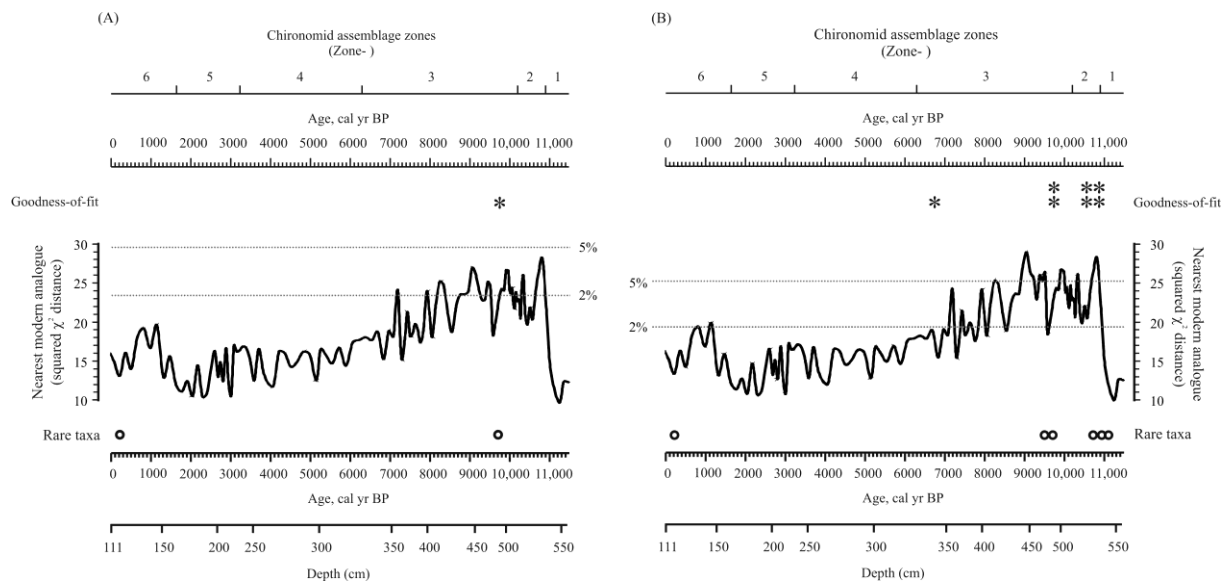 (A)
Chironomid assemblage zones
(Zone- )
6 5 4 3 2 1
Age, cal yr BP
0 1000 2000 3000 4000 5000 6000 7000 8000 9000 10,000 11,000
Goodness-of-fit *
Nearest modern analogue
(squared χ² distance)
30
25
20
15
10
5%
2%
Rare taxa
0 1000 2000 3000 4000 5000 6000 7000 8000 9000 10,000 11,000
Age, cal yr BP
111 150 200 250 300 350 400 450 500 550
Depth (cm)
(B)
Chironomid assemblage zones
(Zone- )
6 5 4 3 2 1
Age, cal yr BP
0 1000 2000 3000 4000 5000 6000 7000 8000 9000 10,000 11,000
* ** **
* ** Goodness-of-fit
5%
2%
30
25
20
15
10
Nearest modern analogue
(squared χ² distance)
Rare taxa
0 1000 2000 3000 4000 5000 6000 7000 8000 9000 10,000 11,000
Age, cal yr BP
111 150 200 250 300 350 400 450 500 550
Depth (cm)